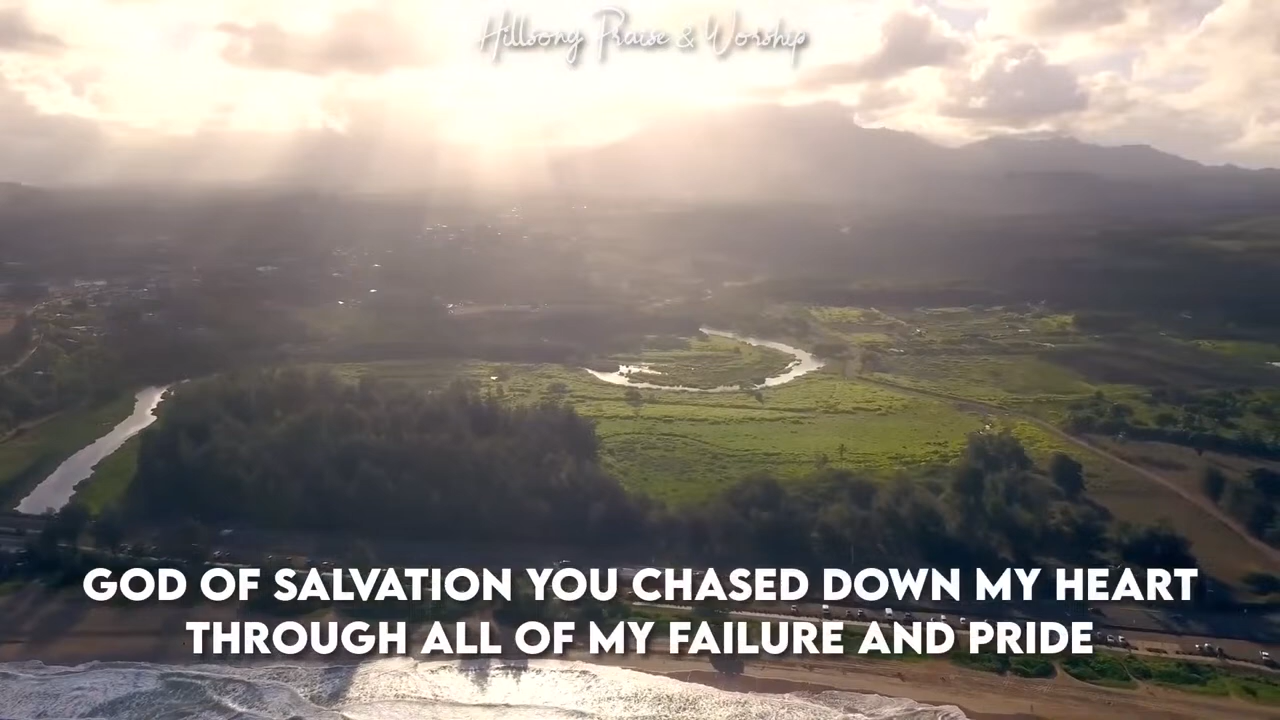 Hillsong Praise & Worship
GOD OF SALVATION YOU CHASED DOWN MY HEART
THROUGH ALL OF MY FAILURE AND PRIDE